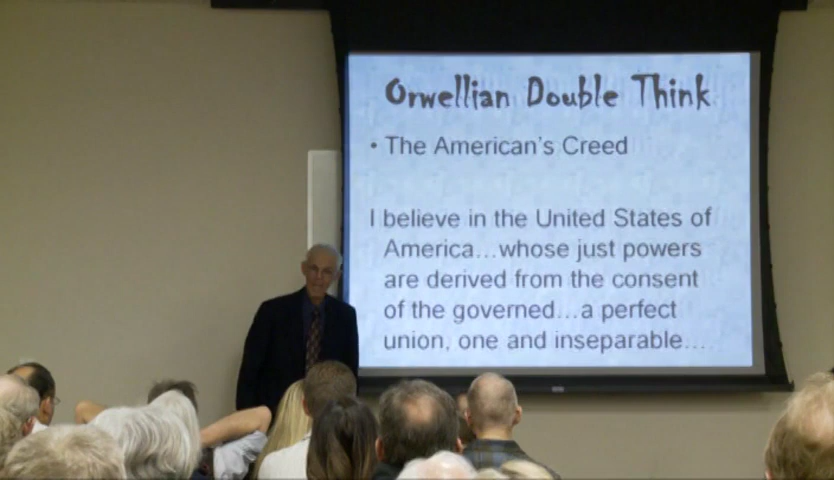 Orwellian Double Think
• The American's Creed
I believe in the United States of
America...whose just powers
are derived from the consent
of the governed...a perfect
union, one and inseparable....